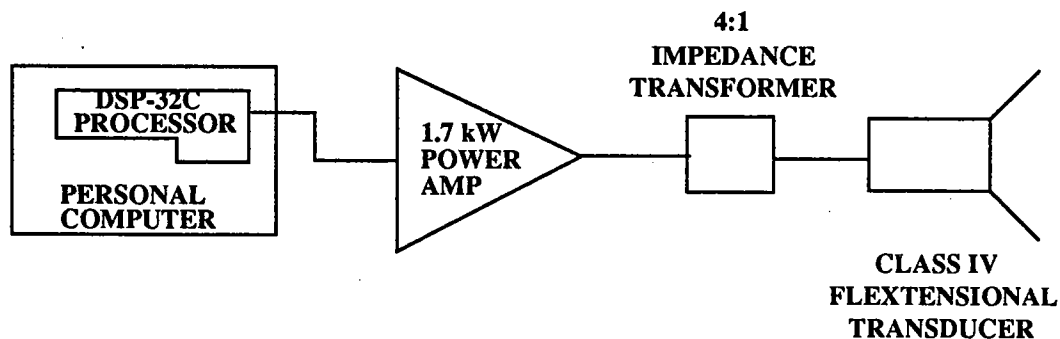 DSP-32C
PROCESSOR
PERSONAL
COMPUTER
1.7 kW
POWER
AMP
4:1
IMPEDANCE
TRANSFORMER
CLASS IV
FLEXTENSIONAL
TRANSDUCER